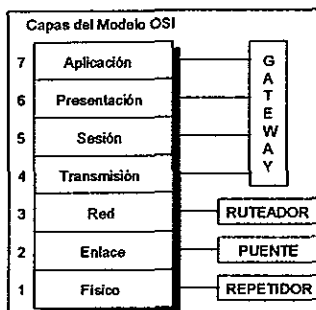 Capas del Modelo OSI
7 Aplicación
6 Presentación
5 Sesión
4 Transmisión
3 Red
2 Enlace
1 Físico
GATEWAY
RUTEADOR
PUENTE
REPETIDOR